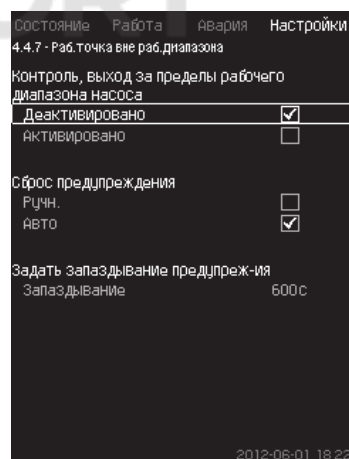 Состояние Работа Авария Настройки
4.4.7 - Раб.точка вне раб.диапазона
Контроль, выход за пределы рабочего
диапазона насоса
Деактивировано
Активировано
Сброс предупреждения
Ручн.
Авто
Задать запаздывание предупреж-ия
Запаздывание 600с
2012-06-01 18:22